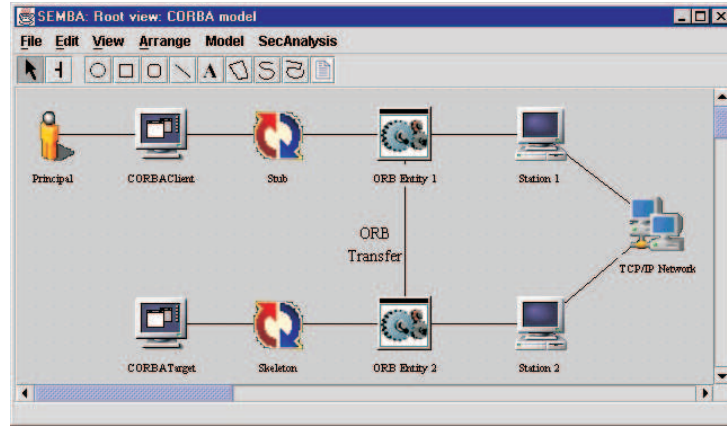 SEMBA: Root view: CORBA model
File Edit View Arrange Model SecAnalysis
A
Principal CORBAClient Stub ORB Entity 1 Station 1
ORB
Transfer
TCP/IP Network
CORBATarget Skeleton ORB Entity 2 Station 2